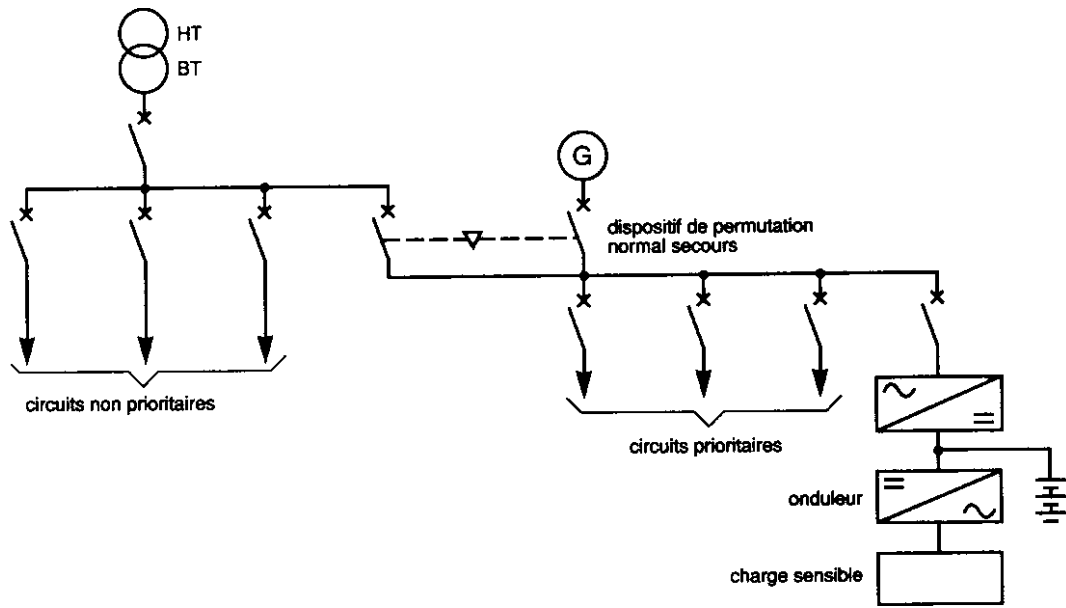 HT
BT
G
dispositif de permutation
normal secours
circuits non prioritaires
circuits prioritaires
onduleur
charge sensible